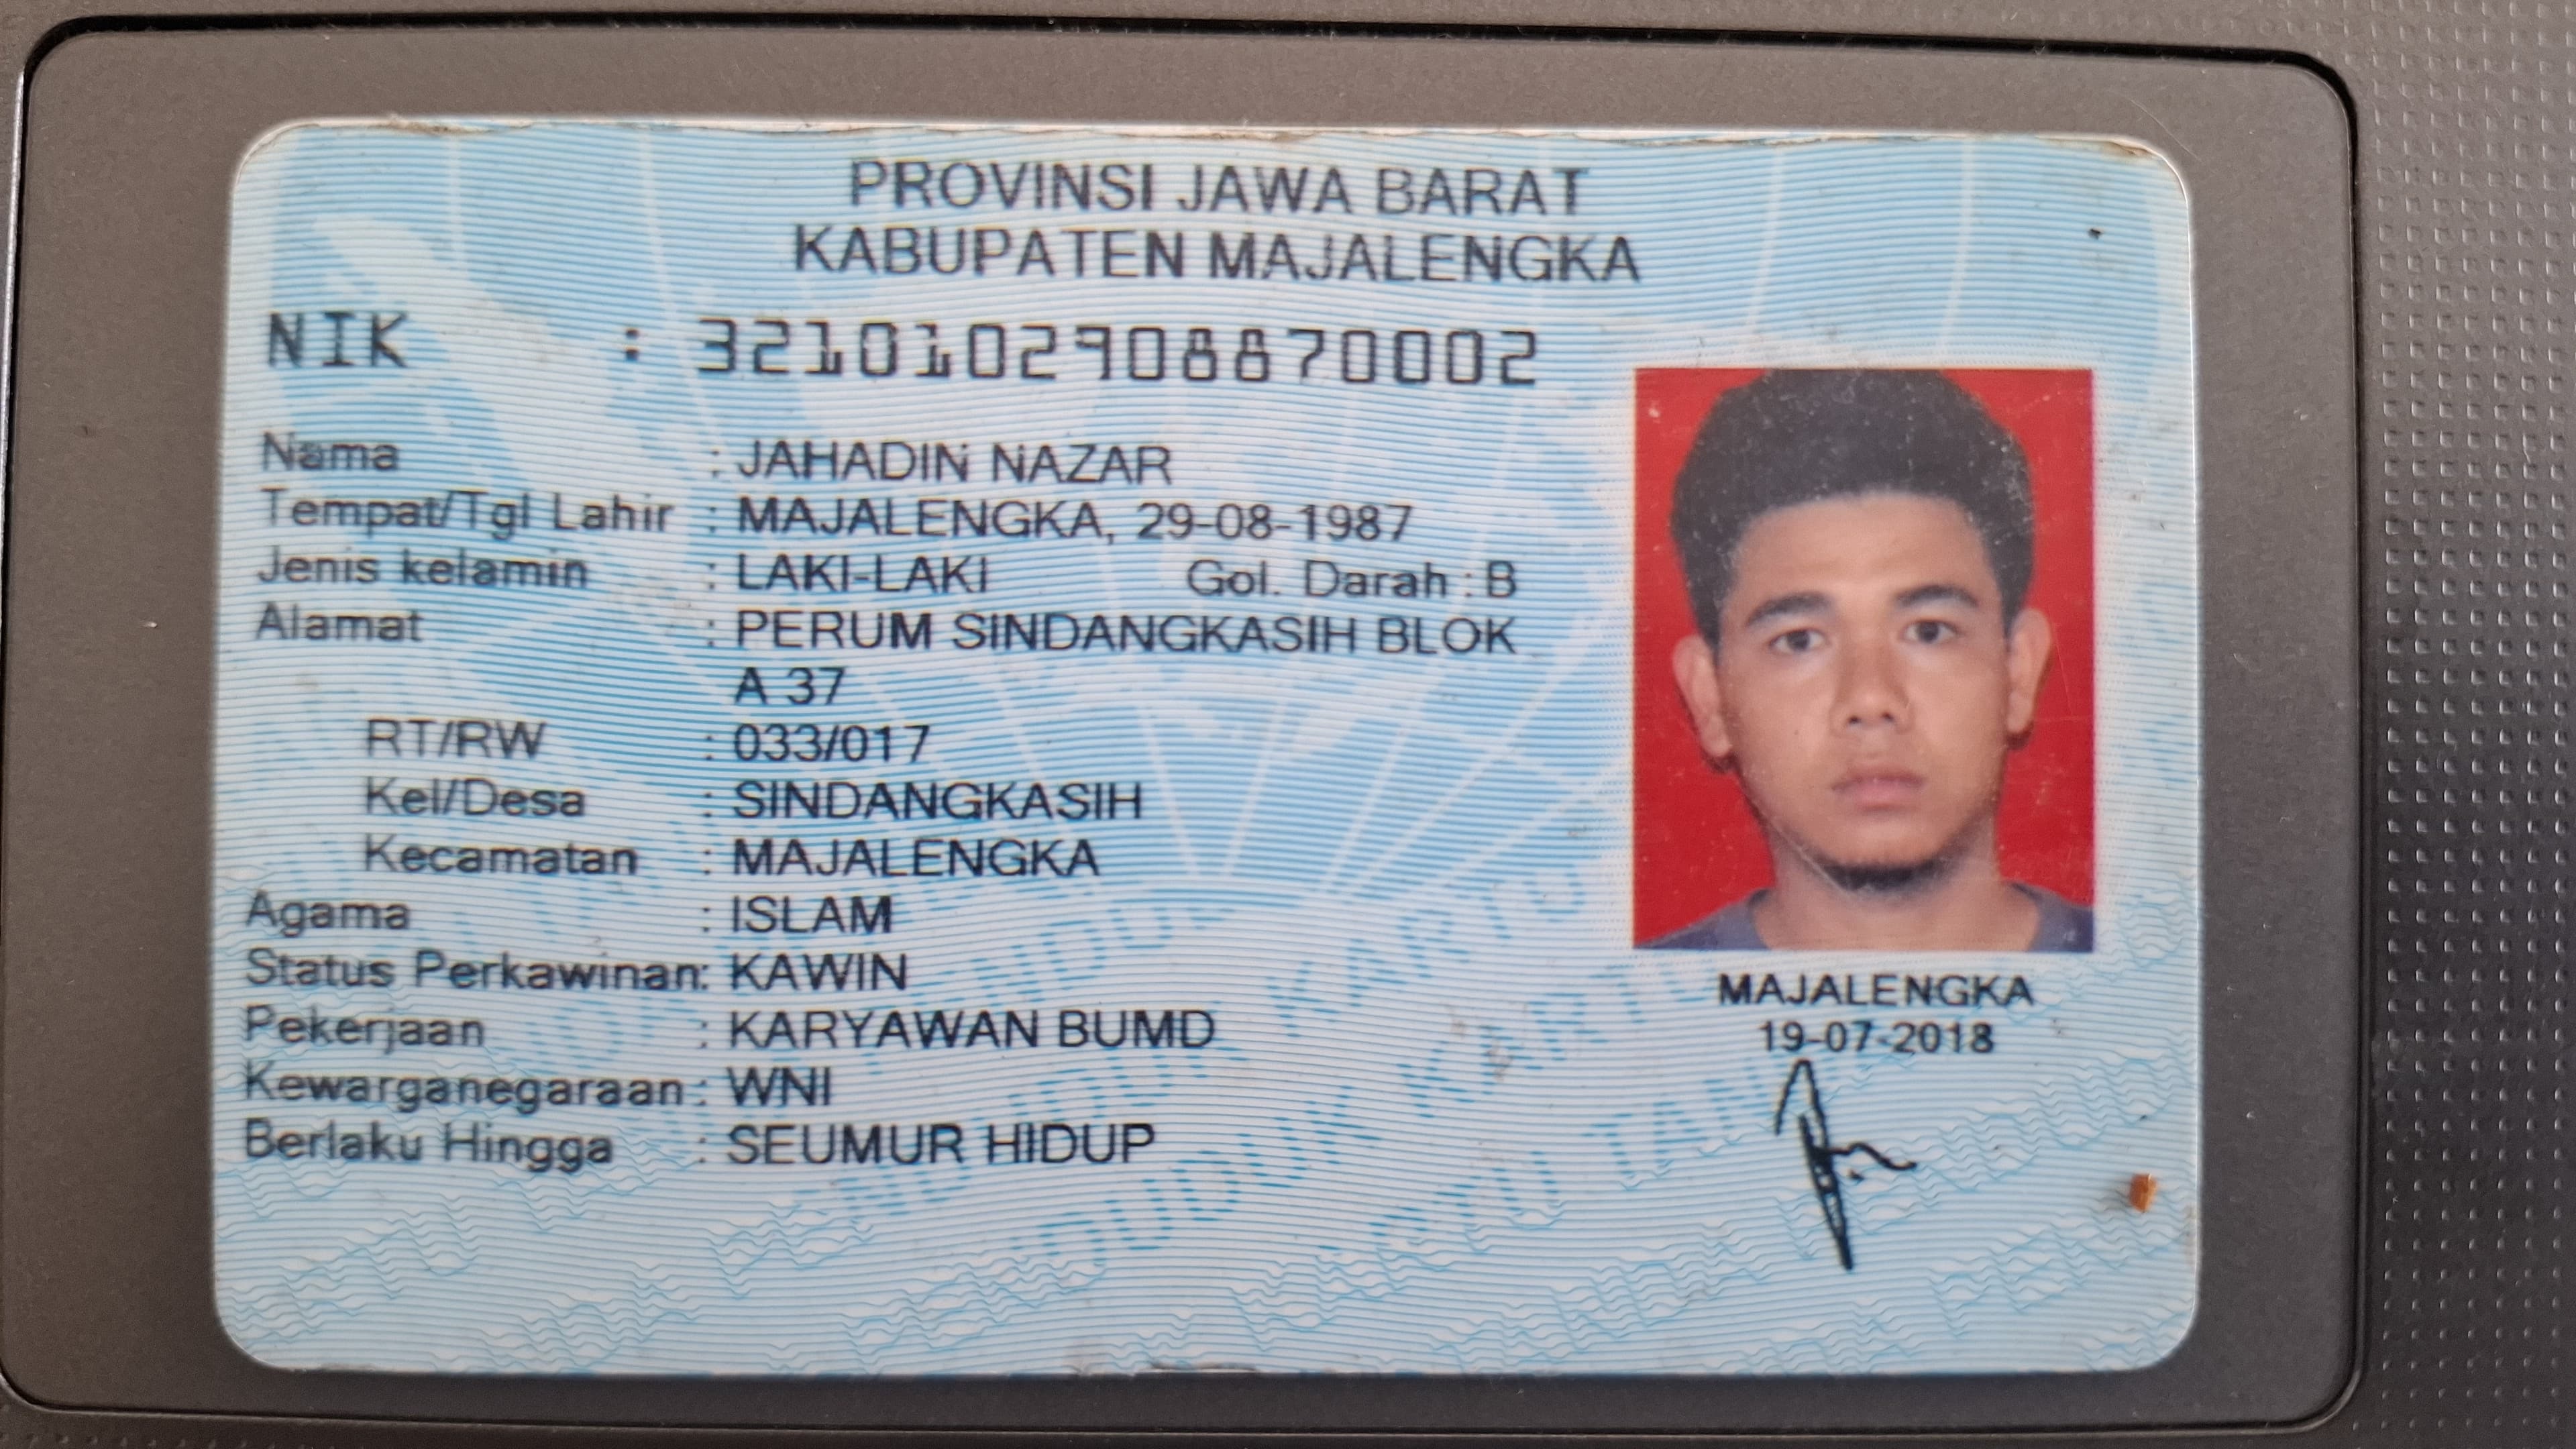 PROVINSI JAWA BARAT
KABUPATEN MAJALENGKA
NIK : 3210102908870002
Nama : JAHADIN NAZAR
Tempat/Tgl Lahir : MAJALENGKA, 29-08-1987
Jenis kelamin : LAKI-LAKI Gol. Darah : B
Alamat : PERUM SINDANGKASIH BLOK
A 37
RT/RW : 033/017
Kel/Desa : SINDANGKASIH
Kecamatan : MAJALENGKA
Agama : ISLAM
Status Perkawinan: KAWIN
Pekerjaan : KARYAWAN BUMD
Kewarganegaraan : WNI
Berlaku Hingga : SEUMUR HIDUP
MAJALENGKA
19-07-2018